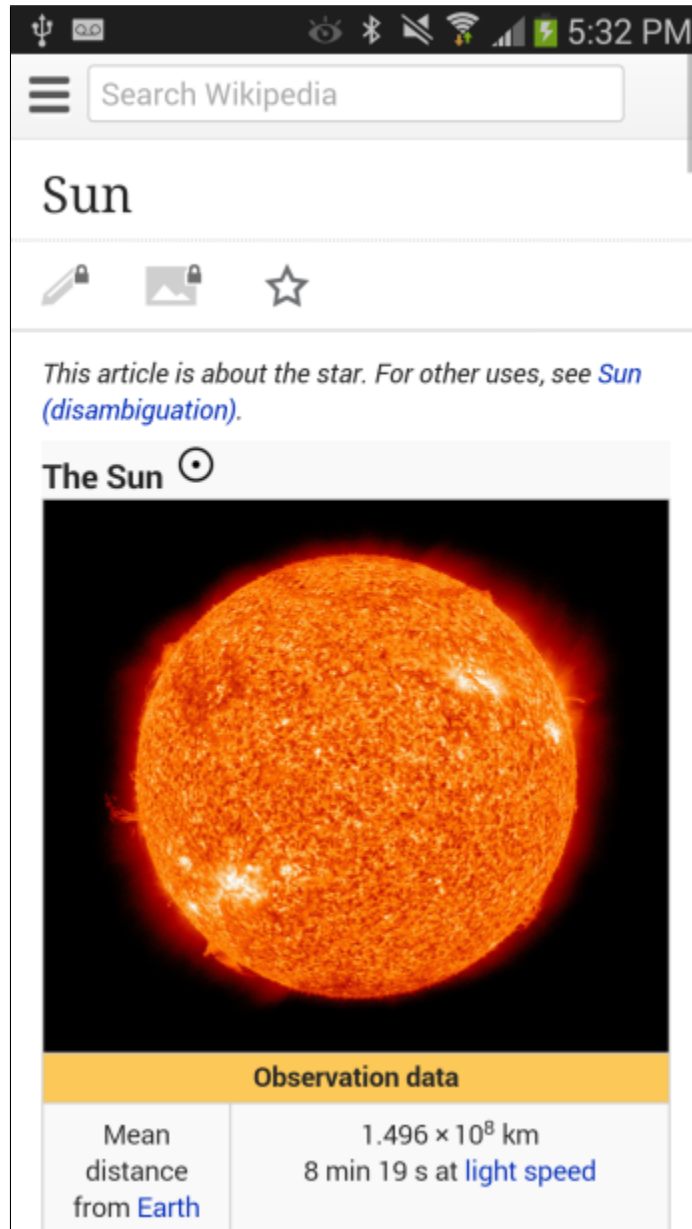 5:32 PM
Search Wikipedia
Sun
This article is about the star. For other uses, see Sun
(disambiguation).
The Sun ☉
Observation data
Mean
distance
from Earth
1.496 × 10⁸ km
8 min 19 s at light speed